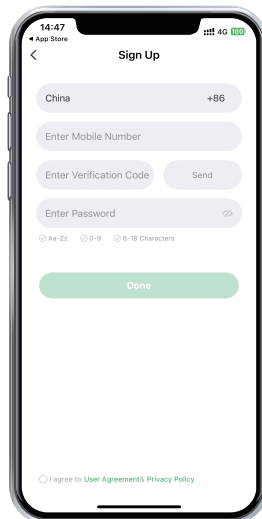 14:47
4G 100
◀ App Store
Sign Up
China +86
Enter Mobile Number
Enter Verification Code Send
Enter Password
Aa-Zz 0-9 6-18 Characters
Done
I agree to User Agreement& Privacy Policy